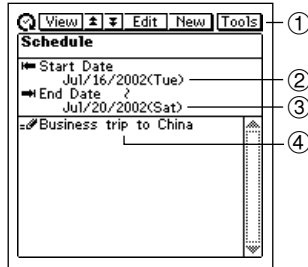 View Edit New Tools ①
Schedule
Start Date
Jul/16/2002(Tue) ②
End Date ~
Jul/20/2002(Sat) ③
Business trip to China
④